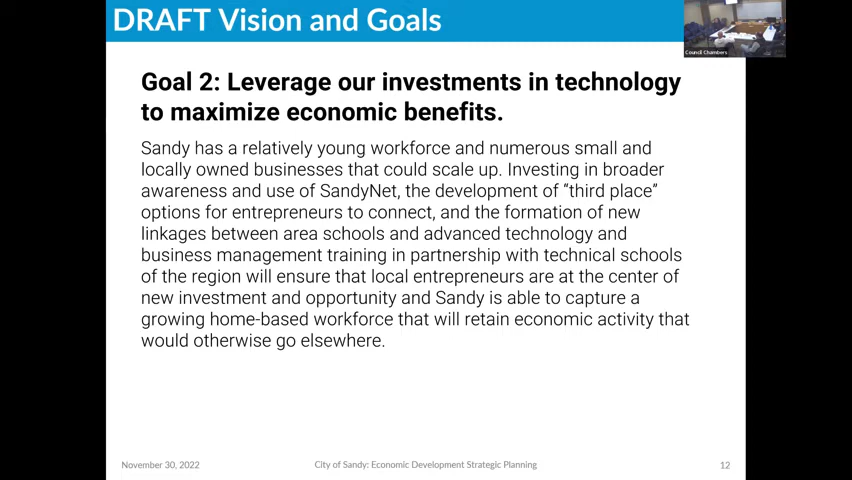 DRAFT Vision and Goals
Council Chambers
Goal 2: Leverage our investments in technology
to maximize economic benefits.
Sandy has a relatively young workforce and numerous small and
locally owned businesses that could scale up. Investing in broader
awareness and use of SandyNet, the development of “third place”
options for entrepreneurs to connect, and the formation of new
linkages between area schools and advanced technology and
business management training in partnership with technical schools
of the region will ensure that local entrepreneurs are at the center of
new investment and opportunity and Sandy is able to capture a
growing home-based workforce that will retain economic activity that
would otherwise go elsewhere.
November 30, 2022
City of Sandy: Economic Development Strategic Planning
12